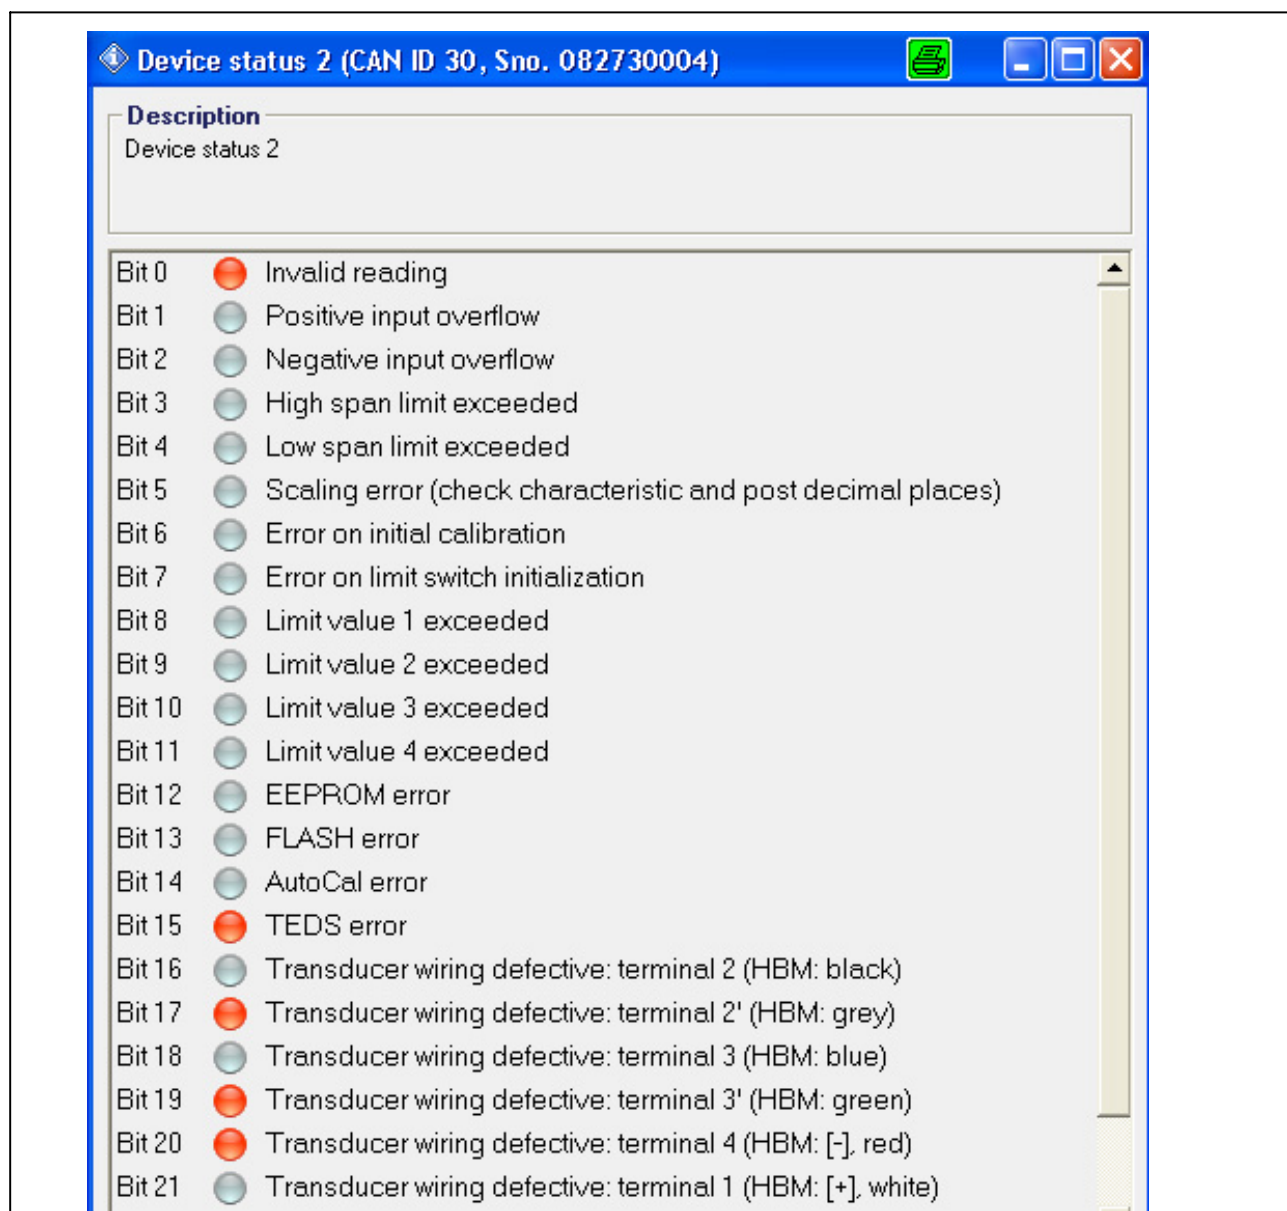 Device status 2 (CAN ID 30, Sno. 082730004)
Description
Device status 2
Bit 0 Invalid reading
Bit 1 Positive input overflow
Bit 2 Negative input overflow
Bit 3 High span limit exceeded
Bit 4 Low span limit exceeded
Bit 5 Scaling error (check characteristic and post decimal places)
Bit 6 Error on initial calibration
Bit 7 Error on limit switch initialization
Bit 8 Limit value 1 exceeded
Bit 9 Limit value 2 exceeded
Bit 10 Limit value 3 exceeded
Bit 11 Limit value 4 exceeded
Bit 12 EEPROM error
Bit 13 FLASH error
Bit 14 AutoCal error
Bit 15 TEDS error
Bit 16 Transducer wiring defective: terminal 2 (HBM: black)
Bit 17 Transducer wiring defective: terminal 2' (HBM: grey)
Bit 18 Transducer wiring defective: terminal 3 (HBM: blue)
Bit 19 Transducer wiring defective: terminal 3' (HBM: green)
Bit 20 Transducer wiring defective: terminal 4 (HBM: [-], red)
Bit 21 Transducer wiring defective: terminal 1 (HBM: [+], white)